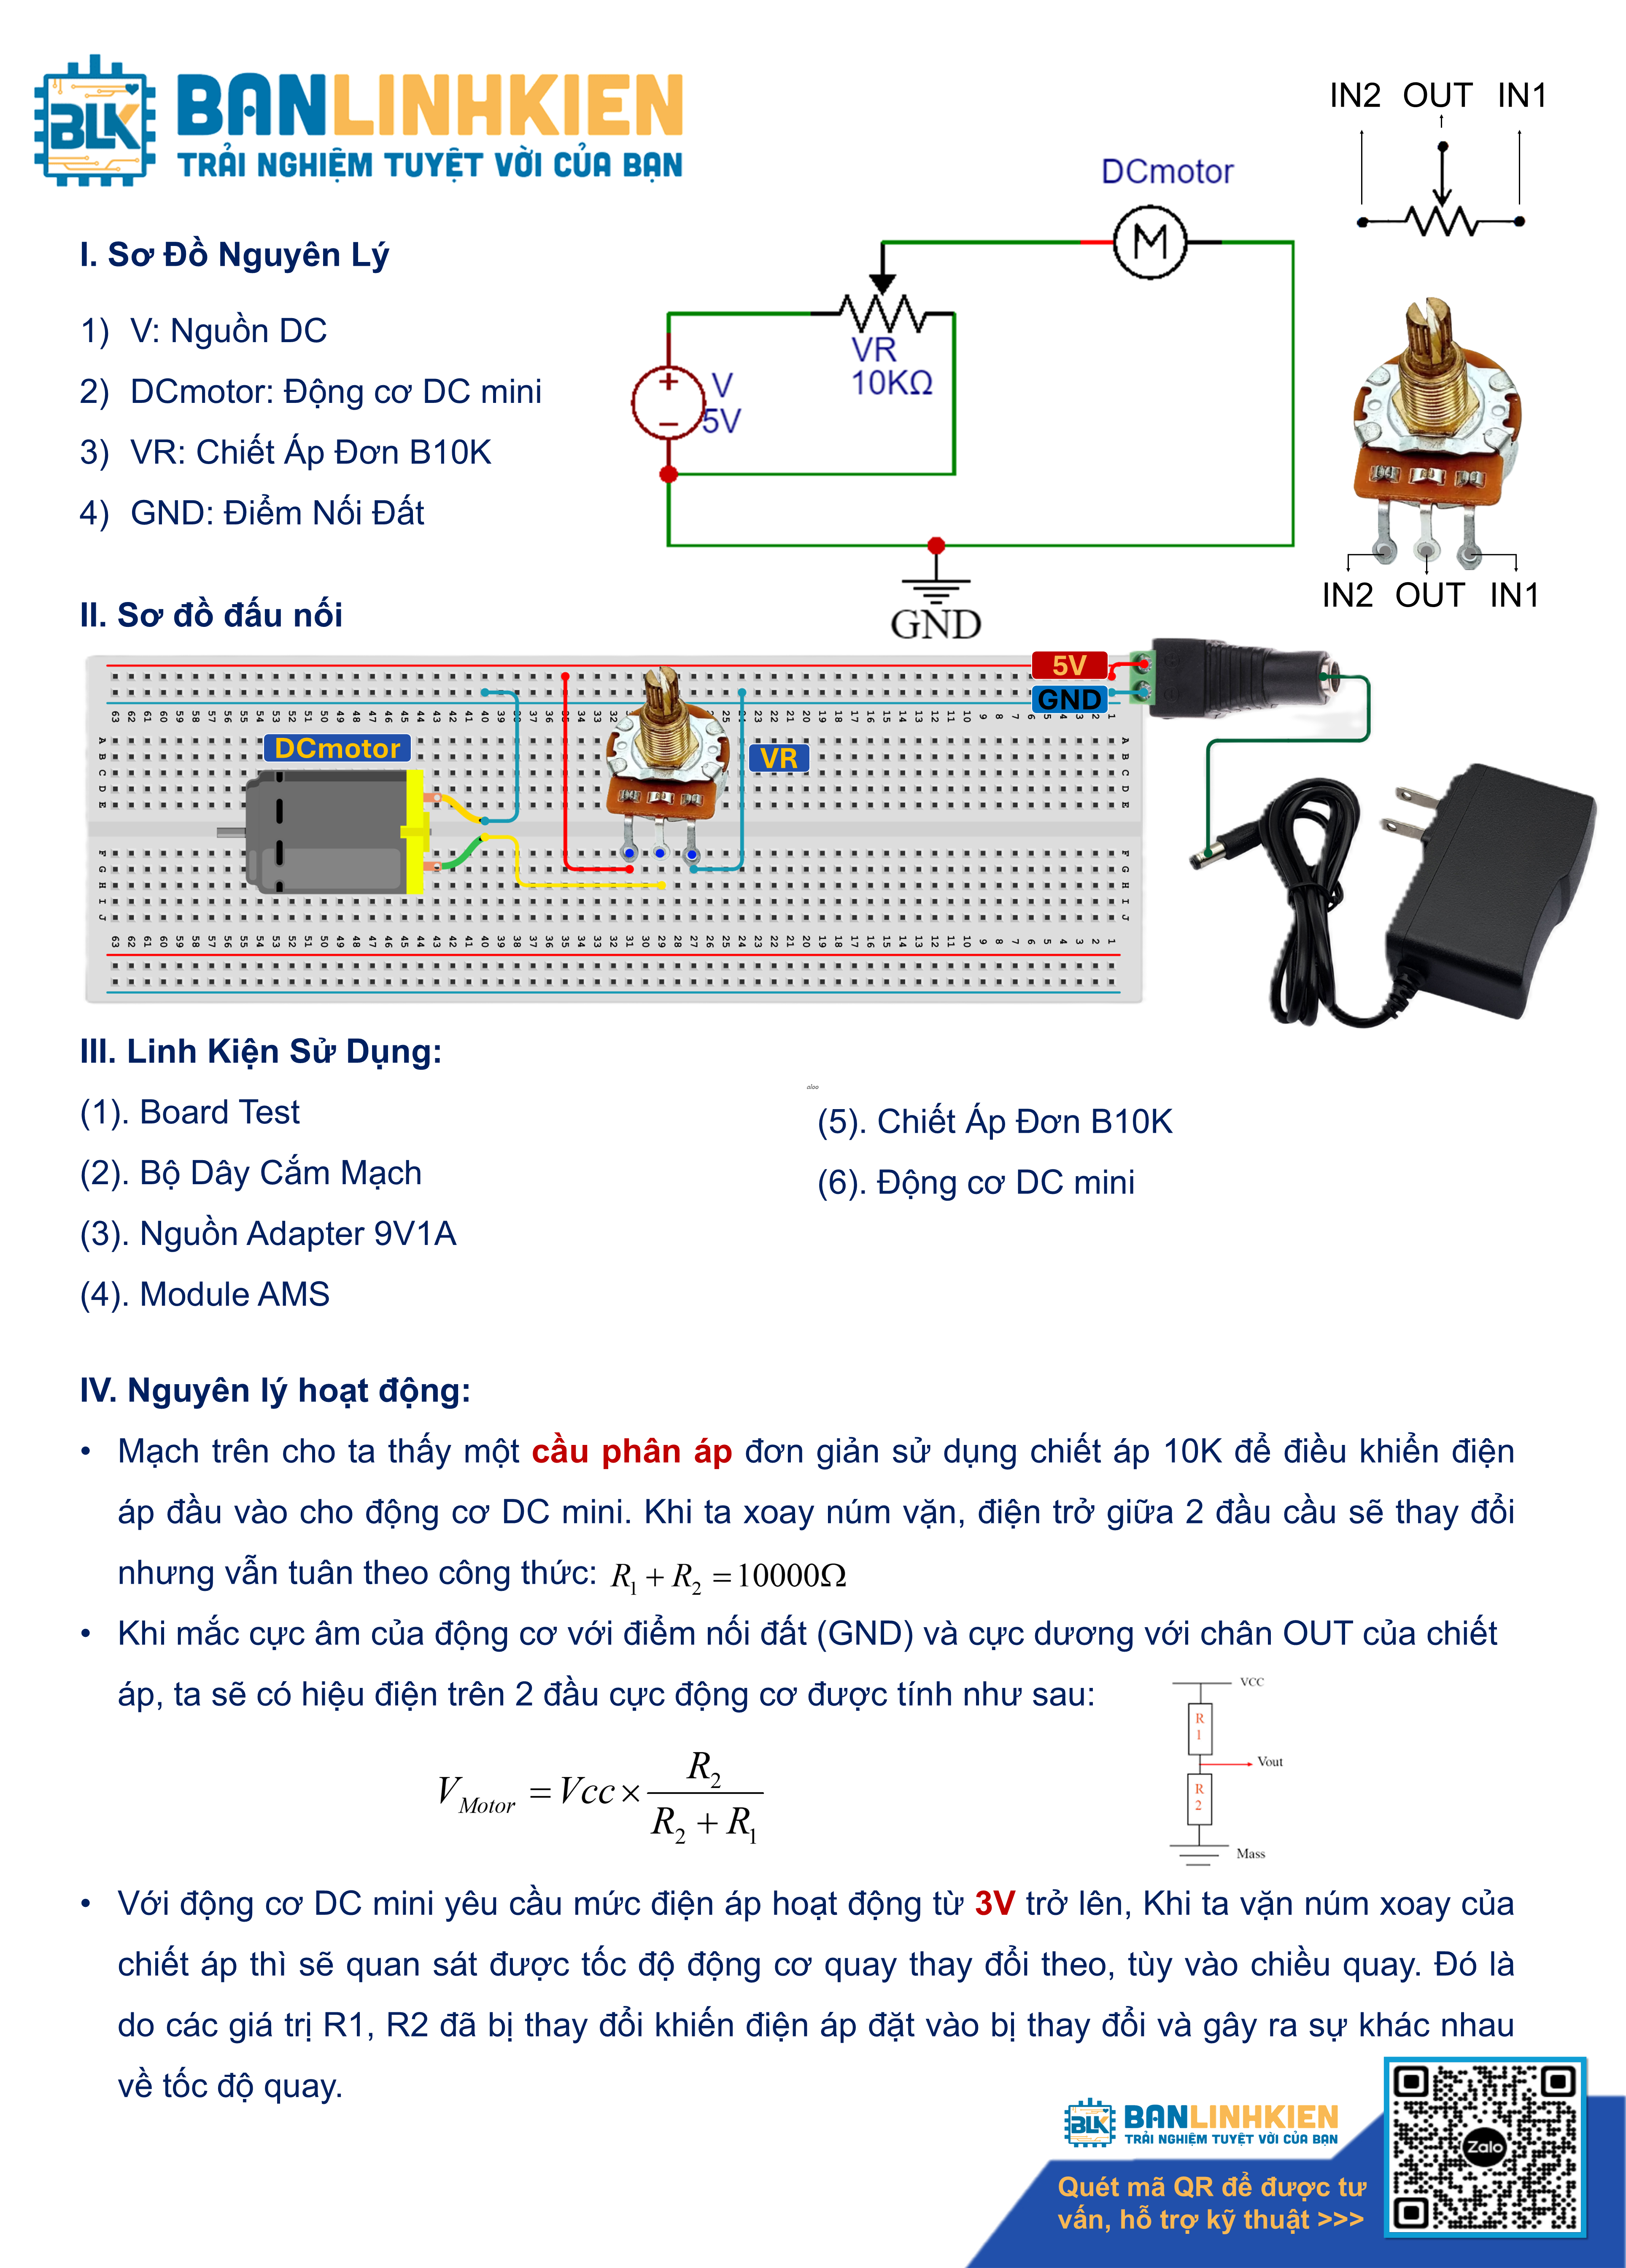 BLK BANLINHKIEN
TRẢI NGHIỆM TUYỆT VỜI CỦA BẠN
IN2 OUT IN1
DCmotor
M
I. Sơ Đồ Nguyên Lý
1) V: Nguồn DC
2) DCmotor: Động cơ DC mini
3) VR: Chiết Áp Đơn B10K
4) GND: Điểm Nối Đất
VR
10KΩ
V
5V
GND
IN2 OUT IN1
II. Sơ đồ đấu nối
5V
GND
DCmotor
VR
III. Linh Kiện Sử Dụng:
(1). Board Test
(2). Bộ Dây Cắm Mạch
(3). Nguồn Adapter 9V1A
(4). Module AMS
aloo
(5). Chiết Áp Đơn B10K
(6). Động cơ DC mini
IV. Nguyên lý hoạt động:
• Mạch trên cho ta thấy một cầu phân áp đơn giản sử dụng chiết áp 10K để điều khiển điện
áp đầu vào cho động cơ DC mini. Khi ta xoay núm vặn, điện trở giữa 2 đầu cầu sẽ thay đổi
nhưng vẫn tuân theo công thức: R₁ + R₂ = 10000Ω
• Khi mắc cực âm của động cơ với điểm nối đất (GND) và cực dương với chân OUT của chiết
áp, ta sẽ có hiệu điện trên 2 đầu cực động cơ được tính như sau:
V_Motor = Vcc × R₂ / (R₂ + R₁)
VCC
R
1
Vout
R
2
Mass
• Với động cơ DC mini yêu cầu mức điện áp hoạt động từ 3V trở lên, Khi ta vặn núm xoay của
chiết áp thì sẽ quan sát được tốc độ động cơ quay thay đổi theo, tùy vào chiều quay. Đó là
do các giá trị R1, R2 đã bị thay đổi khiến điện áp đặt vào bị thay đổi và gây ra sự khác nhau
về tốc độ quay.
BLK BANLINHKIEN
TRẢI NGHIỆM TUYỆT VỜI CỦA BẠN
Quét mã QR để được tư
vấn, hỗ trợ kỹ thuật >>>
Zalo